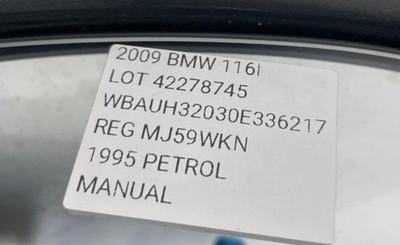 2009 BMW 116I
LOT 42278745
WBAUH32030E336217
REG MJ59WKN
1995 PETROL
MANUAL